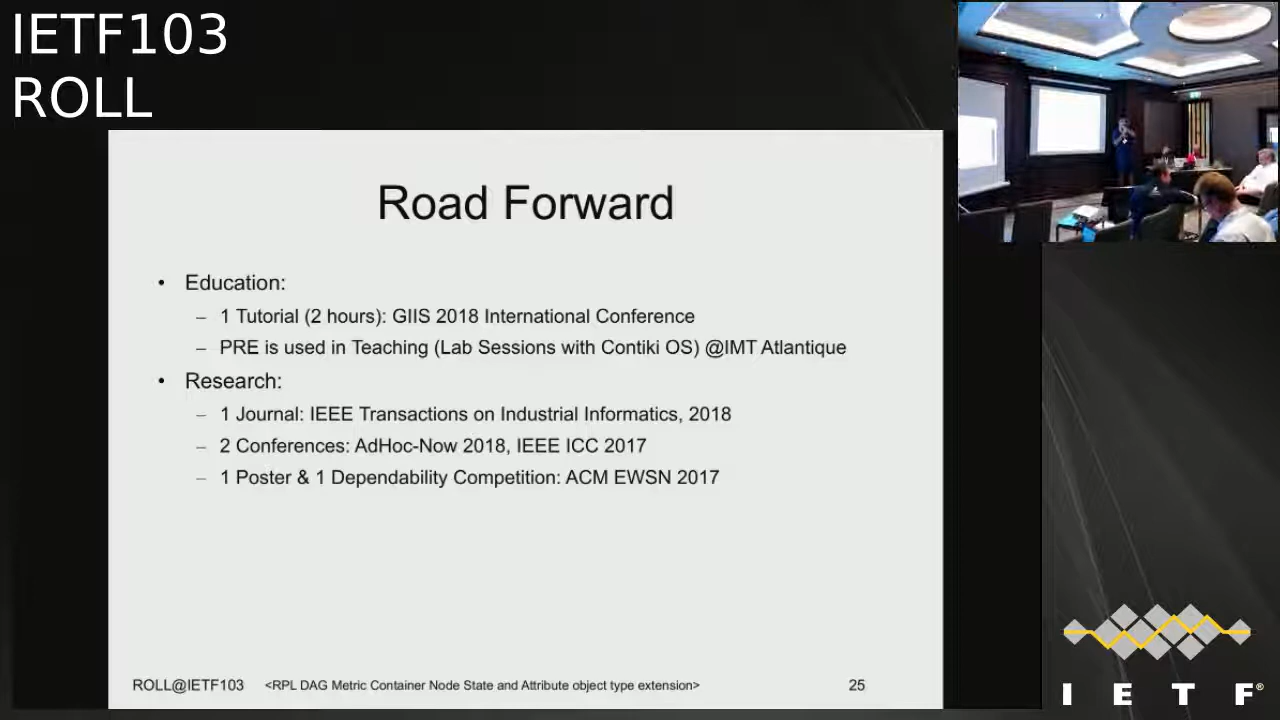 IETF103
ROLL
Road Forward
• Education:
– 1 Tutorial (2 hours): GIIS 2018 International Conference
– PRE is used in Teaching (Lab Sessions with Contiki OS) @IMT Atlantique
• Research:
– 1 Journal: IEEE Transactions on Industrial Informatics, 2018
– 2 Conferences: AdHoc-Now 2018, IEEE ICC 2017
– 1 Poster & 1 Dependability Competition: ACM EWSN 2017
ROLL@IETF103 <RPL DAG Metric Container Node State and Attribute object type extension> 25
I E T F®